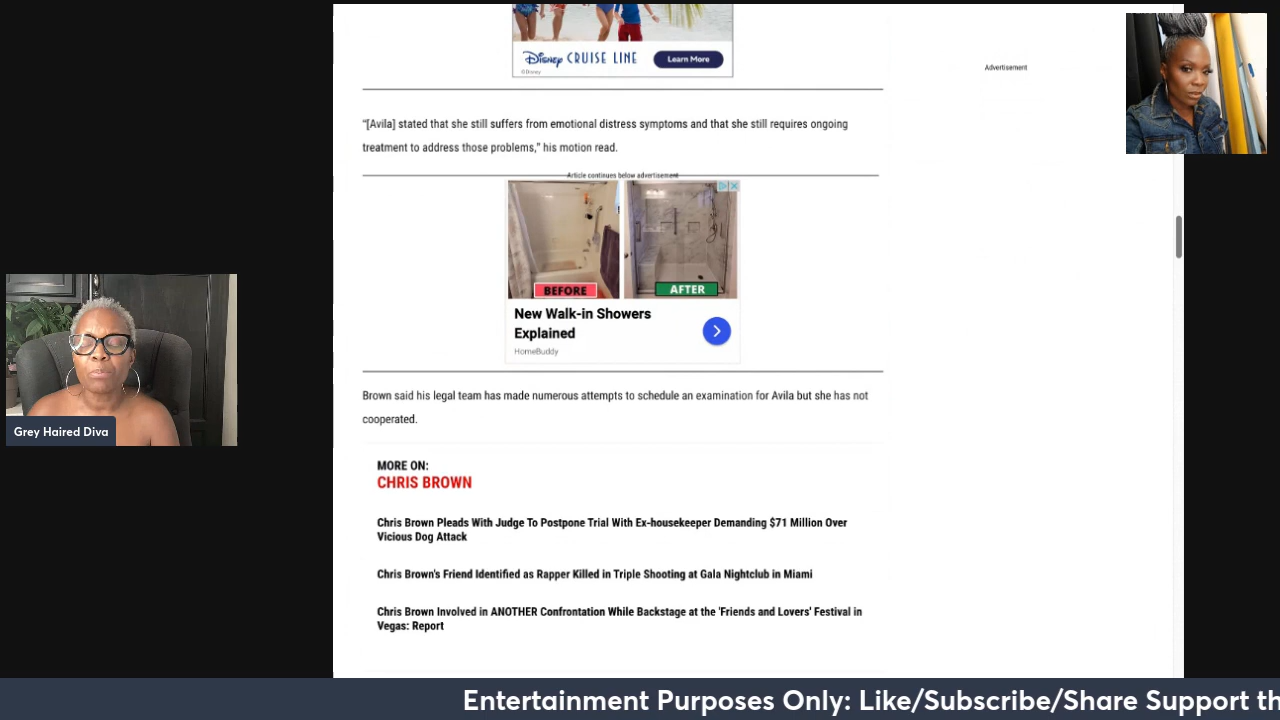 Disney CRUISE LINE
Learn More
©Disney
Advertisement
“[Avila] stated that she still suffers from emotional distress symptoms and that she still requires ongoing
treatment to address those problems,” his motion read.
Article continues below advertisement
BEFORE
AFTER
New Walk-in Showers
Explained
HomeBuddy
Brown said his legal team has made numerous attempts to schedule an examination for Avila but she has not
cooperated.
Grey Haired Diva
MORE ON:
CHRIS BROWN
Chris Brown Pleads With Judge To Postpone Trial With Ex-housekeeper Demanding $71 Million Over
Vicious Dog Attack
Chris Brown's Friend Identified as Rapper Killed in Triple Shooting at Gala Nightclub in Miami
Chris Brown Involved in ANOTHER Confrontation While Backstage at the 'Friends and Lovers' Festival in
Vegas: Report
Entertainment Purposes Only: Like/Subscribe/Share Support th